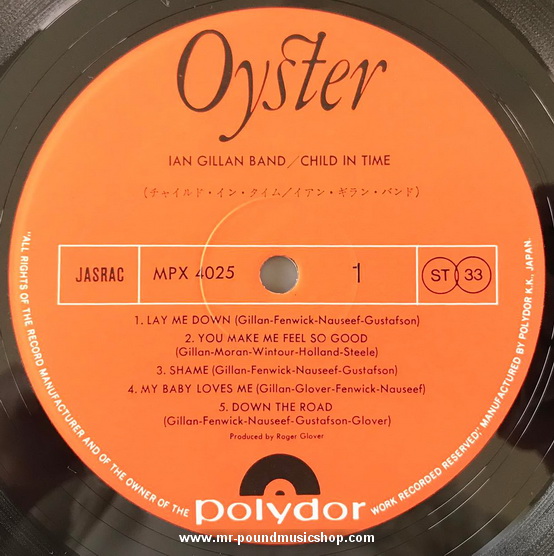 Oyster
IAN GILLAN BAND/CHILD IN TIME
(チャイルド・イン・タイム/イアン・ギラン・バンド)
JASRAC MPX 4025 1 ST 33
1. LAY ME DOWN (Gillan-Fenwick-Nauseef-Gustafson)
2. YOU MAKE ME FEEL SO GOOD
(Gillan-Moran-Wintour-Holland-Steele)
3. SHAME (Gillan-Fenwick-Nauseef-Gustafson)
4. MY BABY LOVES ME (Gillan-Glover-Fenwick-Nauseef)
5. DOWN THE ROAD
(Gillan-Fenwick-Nauseef-Gustafson-Glover)
Produced by Roger Glover
"ALL RIGHTS OF THE RECORD MANUFACTURER AND OF THE OWNER OF THE WORK RECORDED RESERVED." MANUFACTURED BY POLYDOR K.K., JAPAN.
polydor
www.mr-poundmusicshop.com